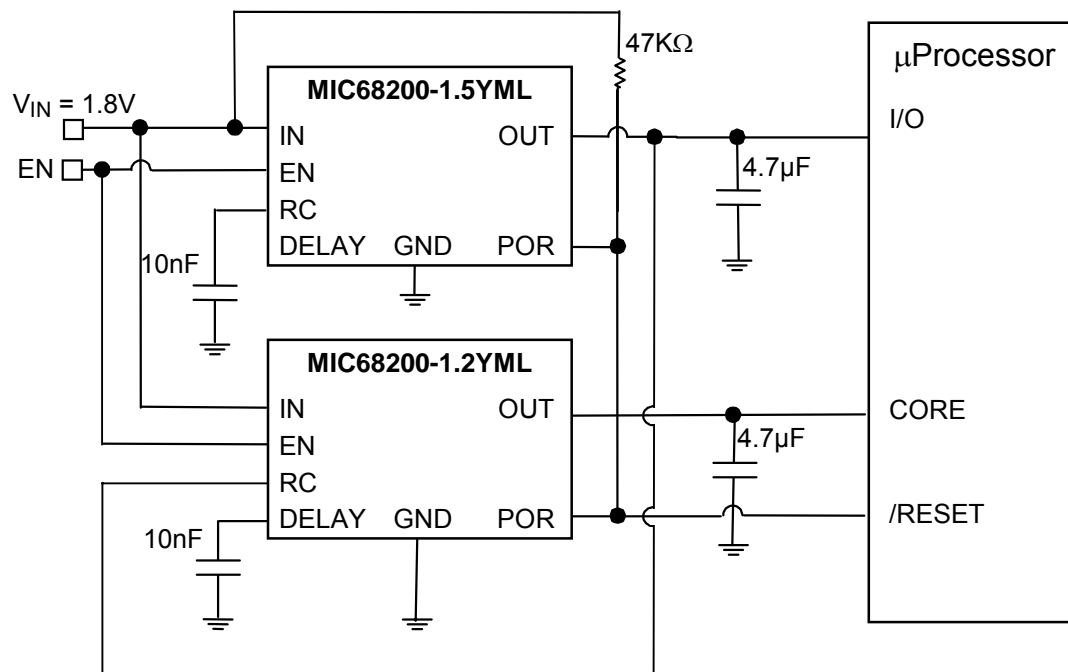 47KΩ
µProcessor
MIC68200-1.5YML
VIN = 1.8V
I/O
IN
OUT
EN
EN
4.7µF
RC
DELAY GND POR
10nF
MIC68200-1.2YML
IN
OUT
CORE
EN
4.7µF
RC
DELAY GND POR
/RESET
10nF